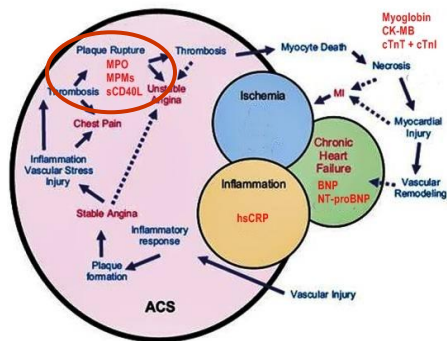 Myoglobin
CK-MB
cTnT + cTnI
Plaque Rupture
MPO
MPMs
sCD40L
Thrombosis
Myocyte Death
Necrosis
Thrombosis
Unstable
Angina
Ischemia
MI
Chest Pain
Myocardial
Injury
Chronic
Heart
Failure
BNP
NT-proBNP
Inflammation
Vascular Stress
Injury
Inflammation
hsCRP
Vascular
Remodeling
Stable Angina
Inflammatory
response
Plaque
formation
Vascular Injury
ACS